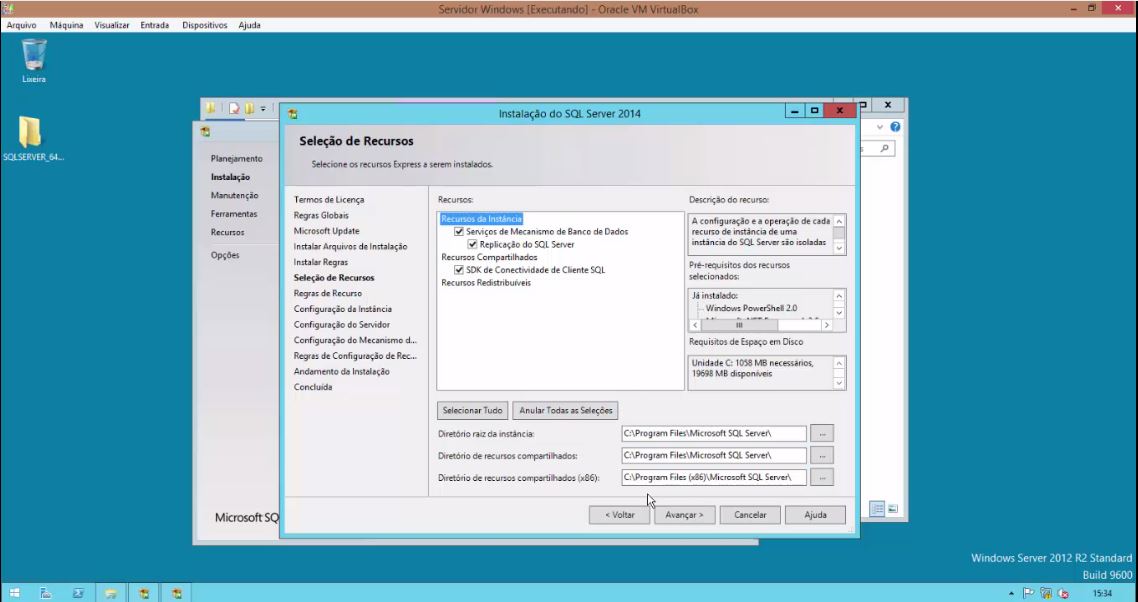 Servidor Windows [Executando] - Oracle VM VirtualBox
Arquivo Máquina Visualizar Entrada Dispositivos Ajuda
Lixeira
SQLSERVER_64...
Planejamento
Instalação
Manutenção
Ferramentas
Recursos
Opções
Microsoft SQ
Instalação do SQL Server 2014
Seleção de Recursos
Selecione os recursos Express a serem instalados.
Termos de Licença
Regras Globais
Microsoft Update
Instalar Arquivos de Instalação
Instalar Regras
Seleção de Recursos
Regras de Recurso
Configuração da Instância
Configuração do Servidor
Configuração do Mecanismo d...
Regras de Configuração de Rec...
Andamento da Instalação
Concluída
Recursos:
Recursos da Instância
Serviços de Mecanismo de Banco de Dados
Replicação do SQL Server
Recursos Compartilhados
SDK de Conectividade de Cliente SQL
Recursos Redistribuíveis
Descrição do recurso:
A configuração e a operação de cada
recurso de instância de uma
instância do SQL Server são isoladas
Pré-requisitos dos recursos
selecionados:
Já instalado:
Windows PowerShell 2.0
Requisitos de Espaço em Disco
Unidade C: 1058 MB necessários,
19698 MB disponíveis
Selecionar Tudo Anular Todas as Seleções
Diretório raiz da instância: C:\Program Files\Microsoft SQL Server\ ...
Diretório de recursos compartilhados: C:\Program Files\Microsoft SQL Server\ ...
Diretório de recursos compartilhados (x86): C:\Program Files (x86)\Microsoft SQL Server\ ...
< Voltar Avançar > Cancelar Ajuda
Windows Server 2012 R2 Standard
Build 9600
15:34